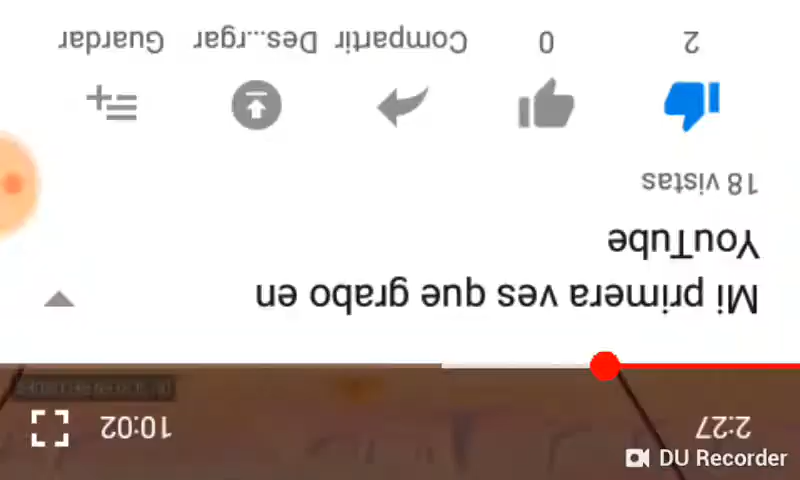 2:27 10:02
Mi primera ves que grabo en
YouTube
18 vistas
2 0 Compartir Des...rgar Guardar
DU Recorder